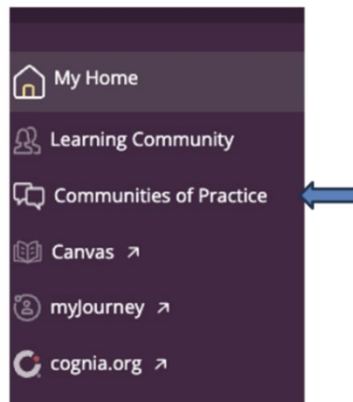 My Home
Learning Community
Communities of Practice
Canvas ↗
myJourney ↗
cognia.org ↗